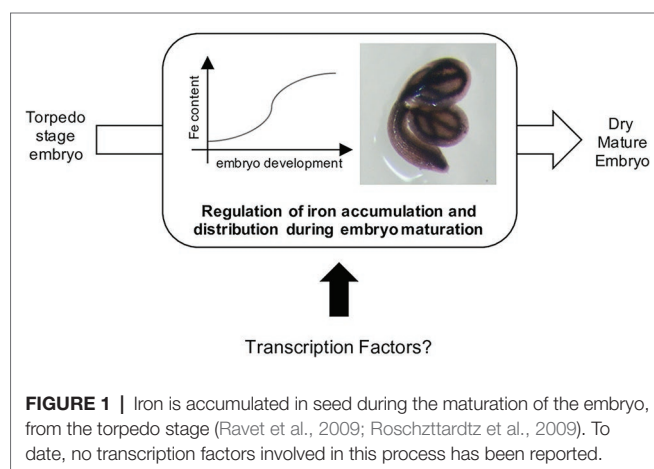 Torpedo
stage
embryo
Fe content
embryo development
Regulation of iron accumulation and
distribution during embryo maturation
Dry
Mature
Embryo
Transcription Factors?
FIGURE 1 | Iron is accumulated in seed during the maturation of the embryo,
from the torpedo stage (Ravet et al., 2009; Roschzttardtz et al., 2009). To
date, no transcription factors involved in this process has been reported.